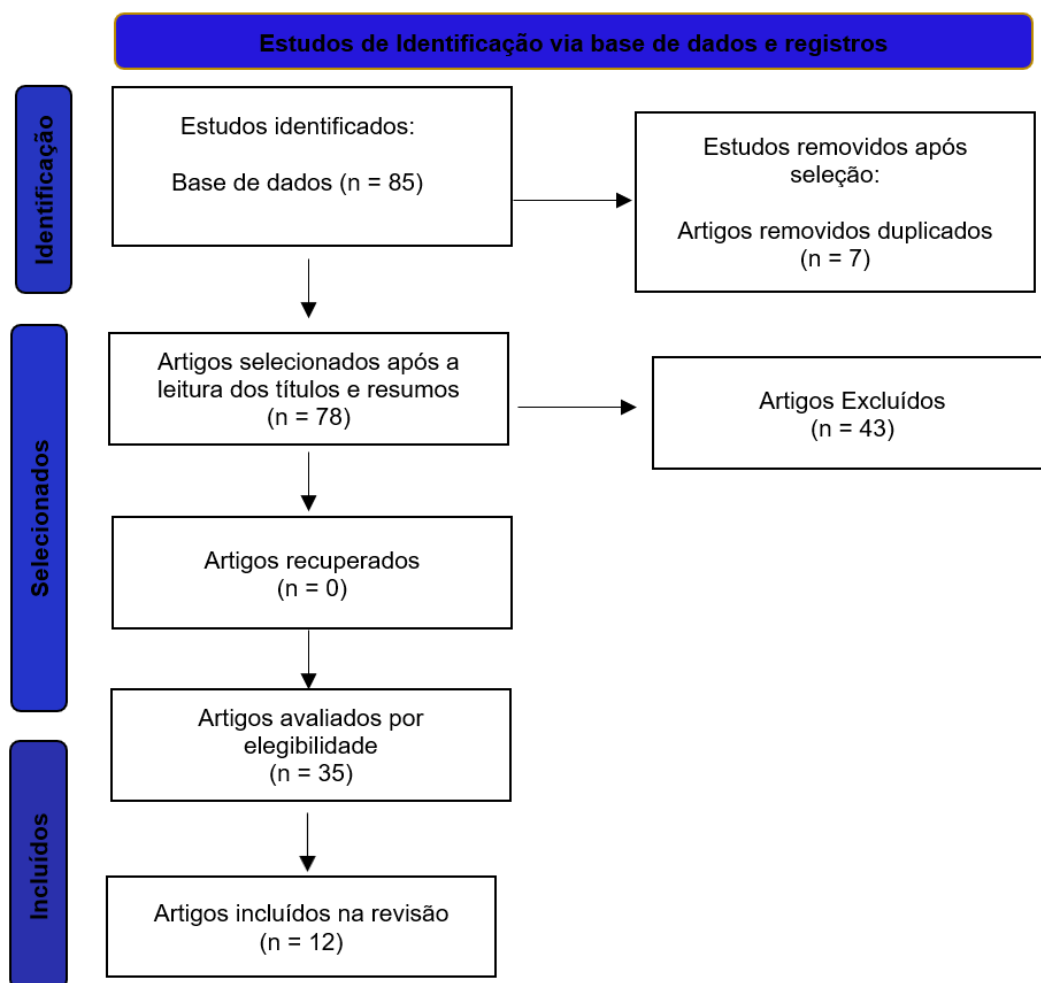 Estudos de Identificação via base de dados e registros
Identificação
Estudos identificados:
Base de dados (n = 85)
Estudos removidos após
seleção:
Artigos removidos duplicados
(n = 7)
Selecionados
Artigos selecionados após a
leitura dos títulos e resumos
(n = 78)
Artigos Excluídos
(n = 43)
Artigos recuperados
(n = 0)
Artigos avaliados por
elegibilidade
(n = 35)
Incluídos
Artigos incluídos na revisão
(n = 12)